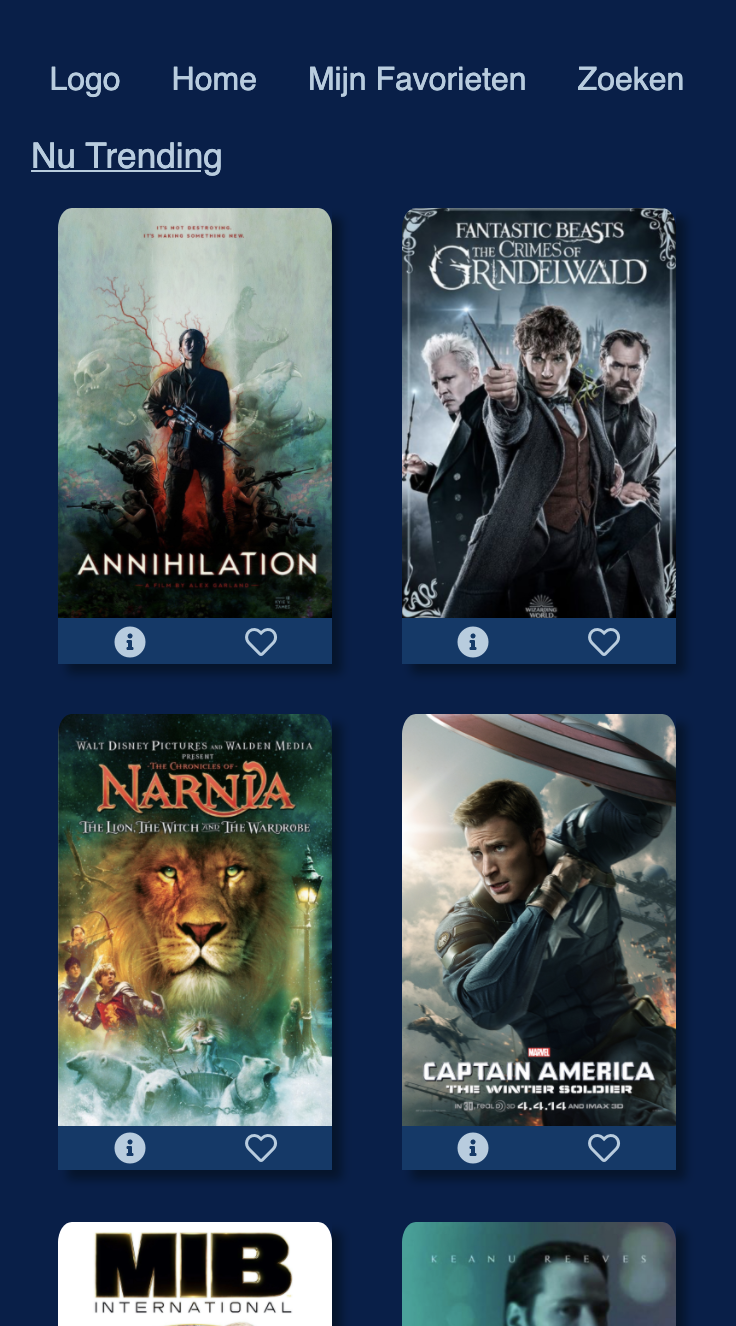 Logo Home Mijn Favorieten Zoeken
Nu Trending
IT'S NOT DESTROYING.
IT'S MAKING SOMETHING NEW.
ANNIHILATION
A FILM BY ALEX GARLAND
FANTASTIC BEASTS
THE CRIMES OF
GRINDELWALD
WIZARDING
WORLD
WALT DISNEY PICTURES AND WALDEN MEDIA
PRESENT
THE CHRONICLES OF
NARNIA
THE LION, THE WITCH AND THE WARDROBE
MARVEL
CAPTAIN AMERICA
THE WINTER SOLDIER
IN 3D, REAL D 3D 4.4.14 AND IMAX 3D
MIB
INTERNATIONAL
KEANU REEVES